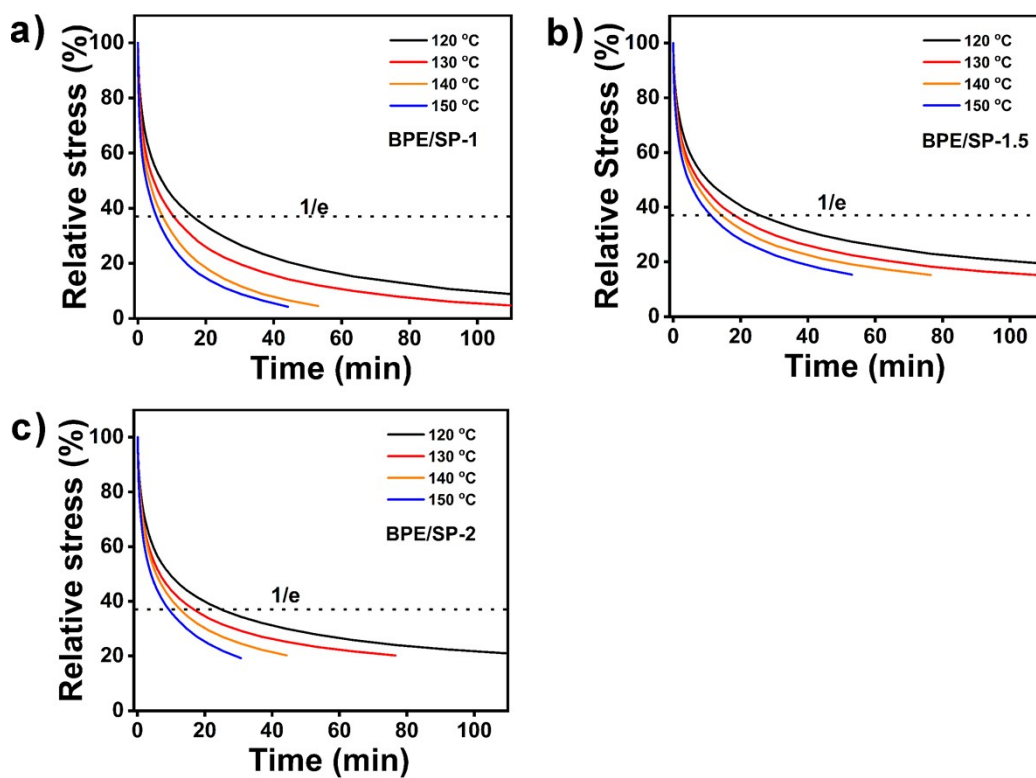 a)
Relative stress (%)
100
80
60
40
20
0
120 °C
130 °C
140 °C
150 °C
BPE/SP-1
1/e
0 20 40 60 80 100
Time (min)
b)
Relative Stress (%)
100
80
60
40
20
0
120 °C
130 °C
140 °C
150 °C
BPE/SP-1.5
1/e
0 20 40 60 80 100
Time (min)
c)
Relative stress (%)
100
80
60
40
20
0
120 °C
130 °C
140 °C
150 °C
BPE/SP-2
1/e
0 20 40 60 80 100
Time (min)